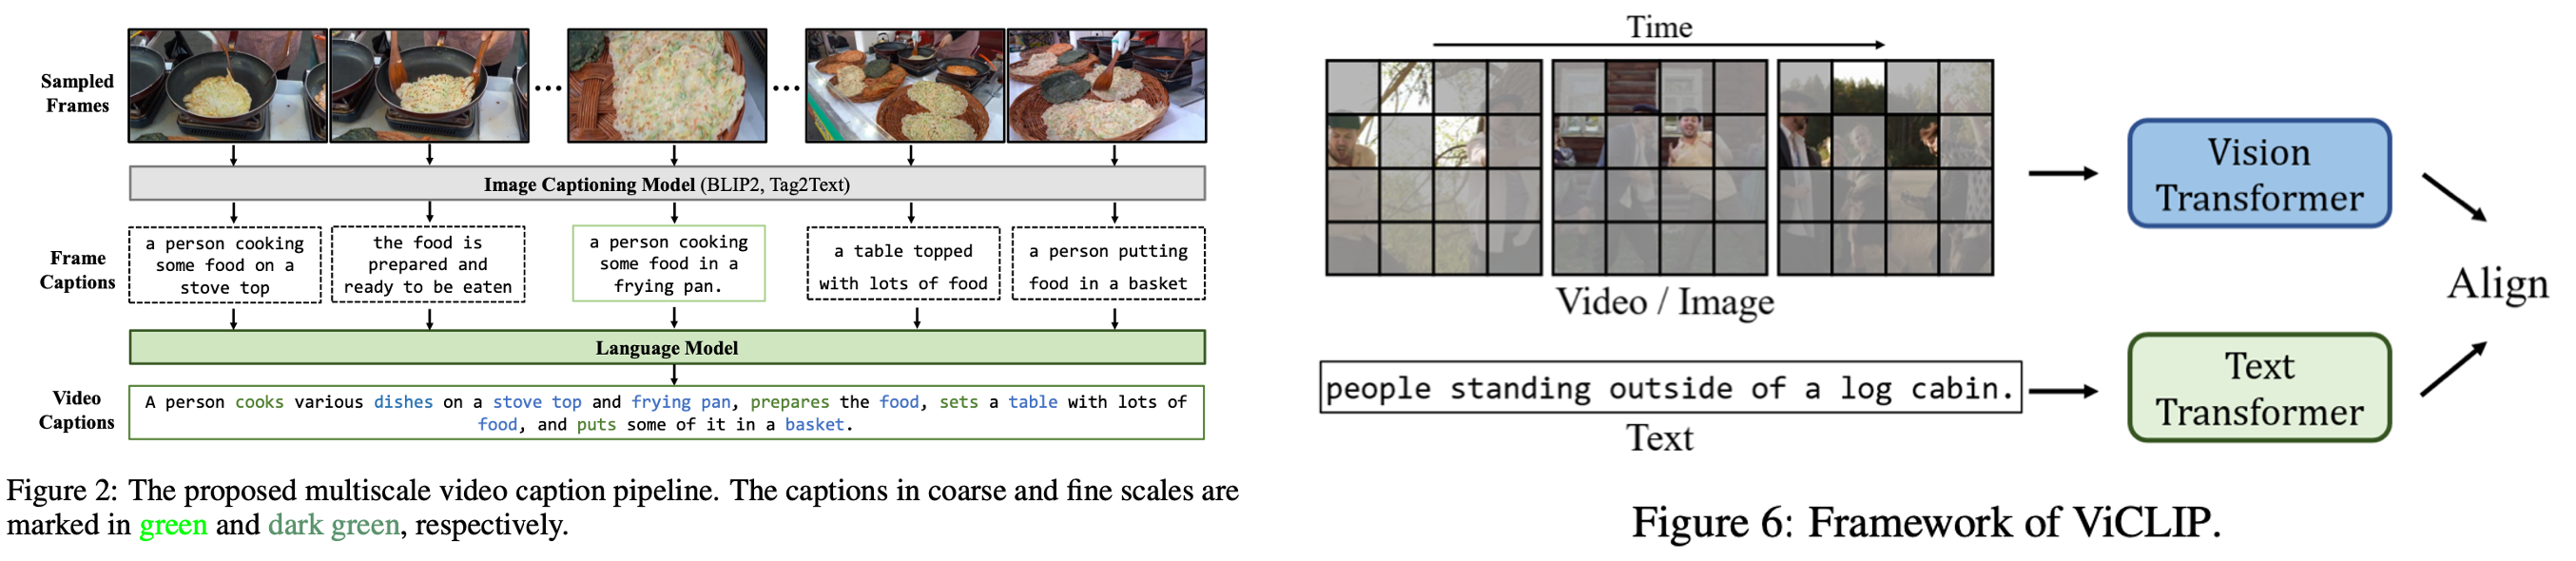 Sampled
Frames
Image Captioning Model (BLIP2, Tag2Text)
Frame
Captions
a person cooking
some food on a
stove top
the food is
prepared and
ready to be eaten
a person cooking
some food in a
frying pan.
a table topped
with lots of food
a person putting
food in a basket
Language Model
Video
Captions
A person cooks various dishes on a stove top and frying pan, prepares the food, sets a table with lots of
food, and puts some of it in a basket.
Figure 2: The proposed multiscale video caption pipeline. The captions in coarse and fine scales are
marked in green and dark green, respectively.
Time
Video / Image
Vision
Transformer
Align
people standing outside of a log cabin.
Text
Text
Transformer
Figure 6: Framework of ViCLIP.